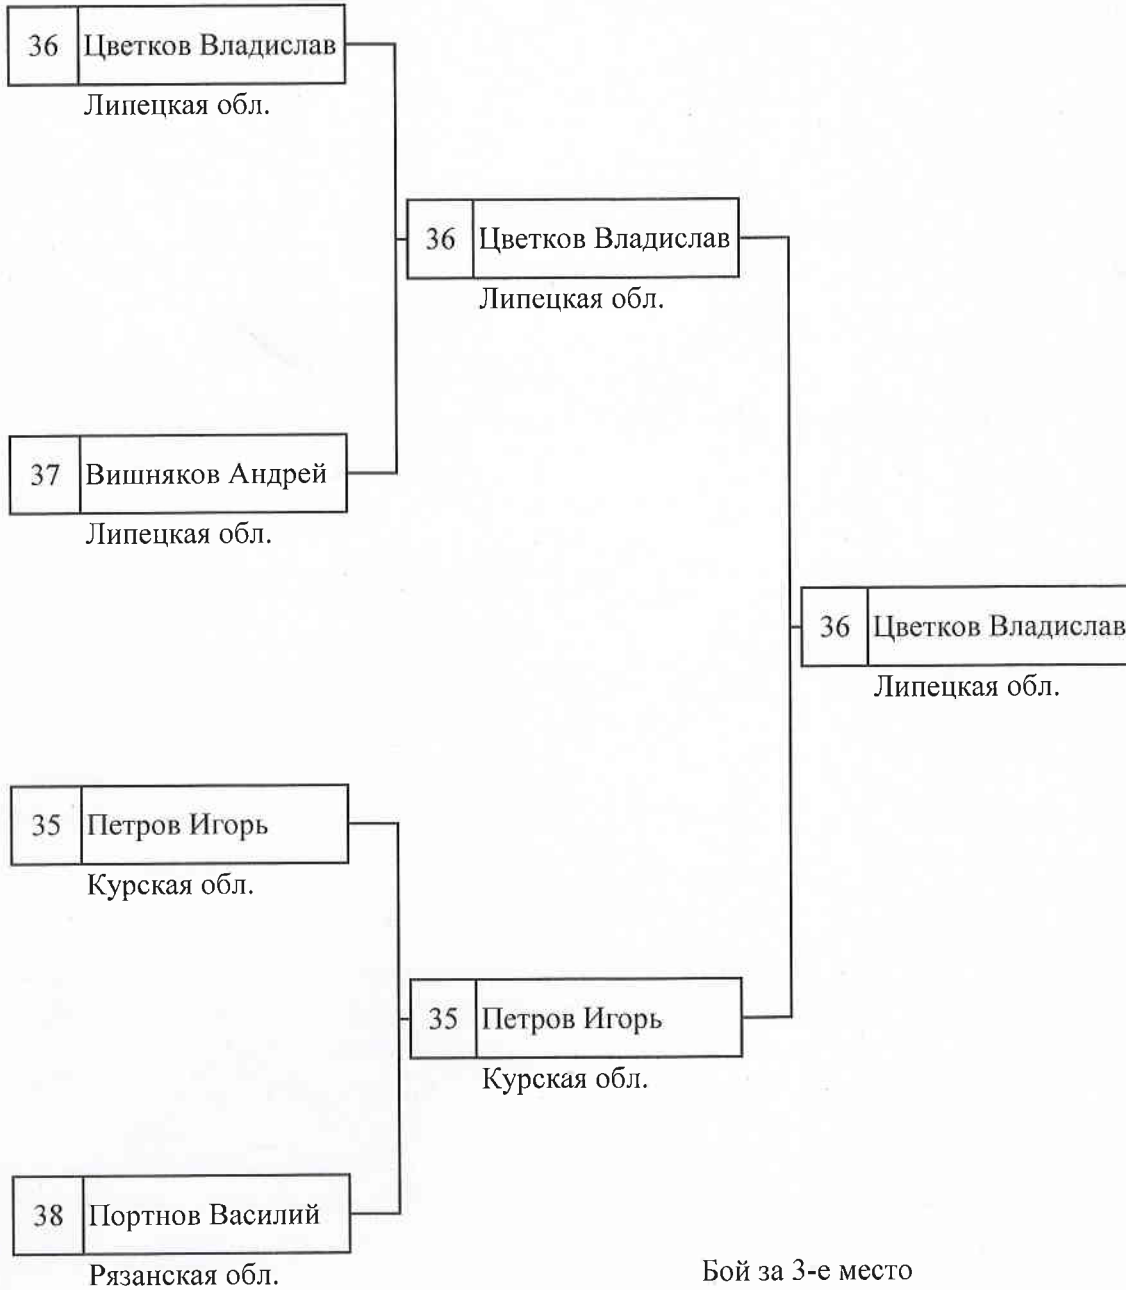 36 Цветков Владислав
Липецкая обл.
36 Цветков Владислав
Липецкая обл.
37 Вишняков Андрей
Липецкая обл.
36 Цветков Владислав
Липецкая обл.
35 Петров Игорь
Курская обл.
35 Петров Игорь
Курская обл.
38 Портнов Василий
Рязанская обл.
Бой за 3-е место